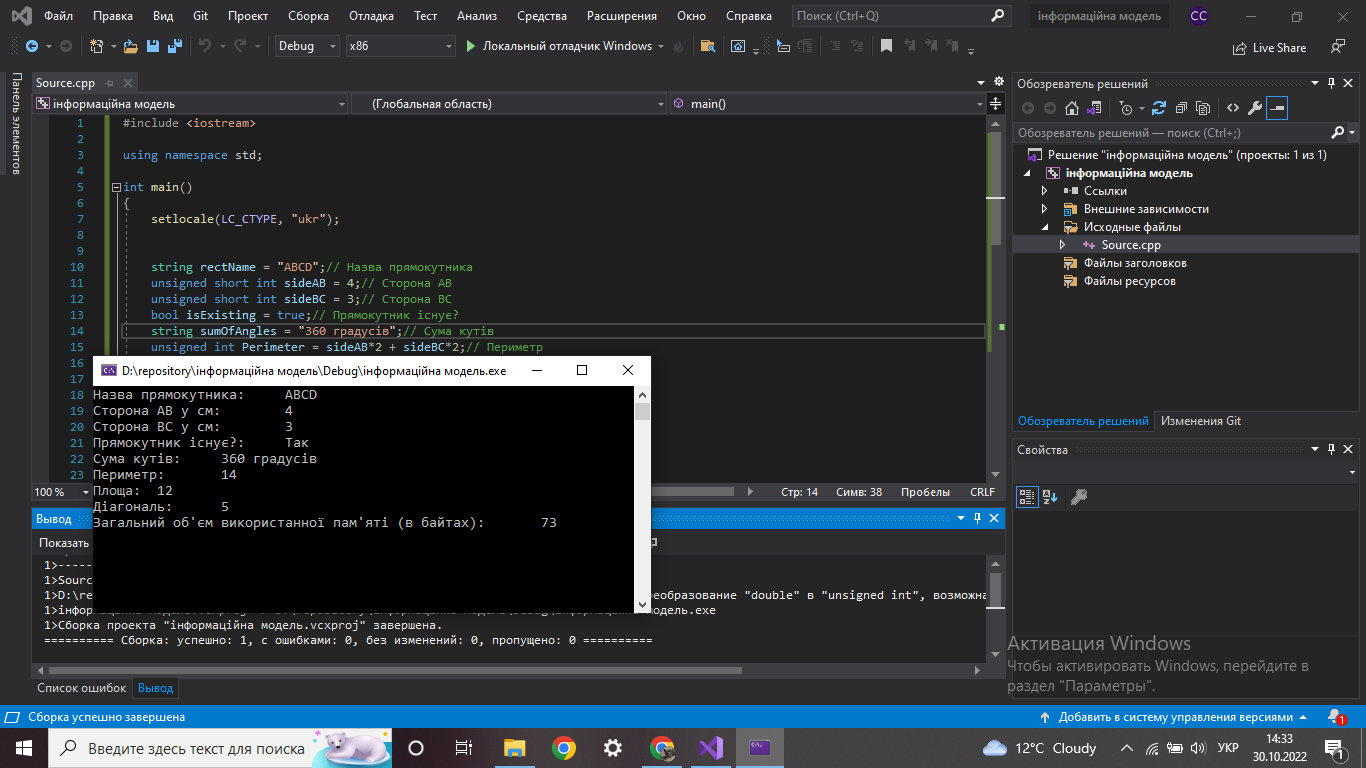 Файл Правка Вид Git Проект Сборка Отладка Тест Анализ Средства Расширения Окно Справка Поиск (Ctrl+Q) інформаційна модель CC
Debug x86 Локальный отладчик Windows Live Share
Панель элементов
Source.cpp
інформаційна модель (Глобальная область) main()
1 #include <iostream>
2
3 using namespace std;
4
5 int main()
6 {
7 setlocale(LC_CTYPE, "ukr");
8
9
10 string rectName = "ABCD";// Назва прямокутника
11 unsigned short int sideAB = 4;// Сторона AB
12 unsigned short int sideBC = 3;// Сторона BC
13 bool isExisting = true;// Прямокутник існує?
14 string sumOfAngles = "360 градусів";// Сума кутів
15 unsigned int Perimeter = sideAB*2 + sideBC*2;// Периметр
16
17
18
19
20
21
22
23
D:\repository\інформаційна модель\Debug\інформаційна модель.exe
Назва прямокутника: ABCD
Сторона AB у см: 4
Сторона BC у см: 3
Прямокутник існує?: Так
Сума кутів: 360 градусів
Периметр: 14
Площа: 12
Діагональ: 5
Загальний об'єм використанної пам'яті (в байтах): 73
100 % Стр: 14 Симв: 38 Пробелы CRLF
Вывод
Показать
1>-----
1>Sourc
1>D:\re еобразование "double" в "unsigned int", возможна
1>інформ модель.exe
1>Сборка проекта "інформаційна модель.vcxproj" завершена.
========== Сборка: успешно: 1, с ошибками: 0, без изменений: 0, пропущено: 0 ==========
Список ошибок Вывод
Обозреватель решений
Обозреватель решений — поиск (Ctrl+;)
Решение "інформаційна модель" (проекты: 1 из 1)
інформаційна модель
Ссылки
Внешние зависимости
Исходные файлы
Source.cpp
Файлы заголовков
Файлы ресурсов
Обозреватель решений Изменения Git
Свойства
Активация Windows
Чтобы активировать Windows, перейдите в
раздел "Параметры".
Сборка успешно завершена Добавить в систему управления версиями 1
Введите здесь текст для поиска 12°C Cloudy УКР 14:33
30.10.2022
1